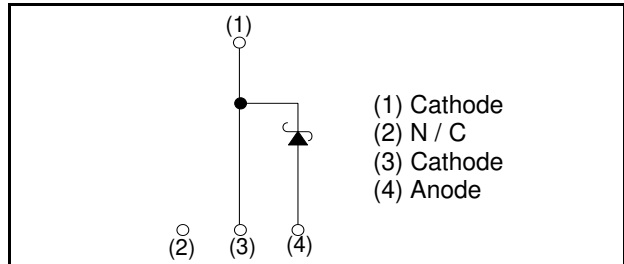 (1)
(1) Cathode
(2) N / C
(3) Cathode
(4) Anode
(2) (3) (4)